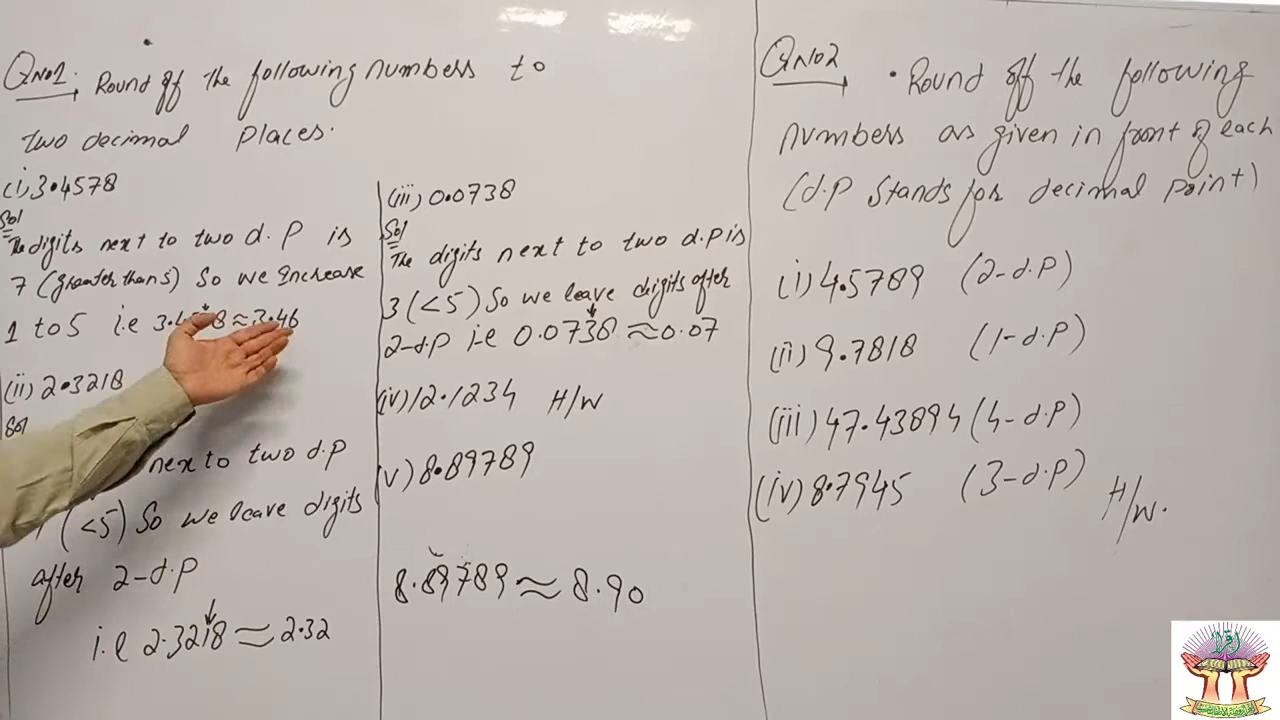 Q.No1. Round off the following numbers to
two decimal places.
(i) 3.4578
Sol
The digits next to two d.P is
7 (greater than 5) So we Increase
1 to 5 i.e 8 ≈ 3.46
(ii) 2.3218
Sol
next to two d.p
(<5) So we leave digits
after 2-d.P
i.e 2.3218 ≈ 2.32
(iii) 0.0738
Sol
The digits next to two d.p is
3 (<5) So we leave digits after
2-d.p i.e 0.0738 ≈ 0.07
(iv) 12.1234 H/W
(v) 8.89789
8.89789 ≈ 8.90
Q.No2 . Round off the following
numbers as given in front of each
(d.p stands for decimal point)
(i) 4.5789 (2-d.p)
(ii) 9.7818 (1-d.p)
(iii) 47.43894 (4-d.p)
(iv) 8.7945 (3-d.p) H/W.
اقرأ